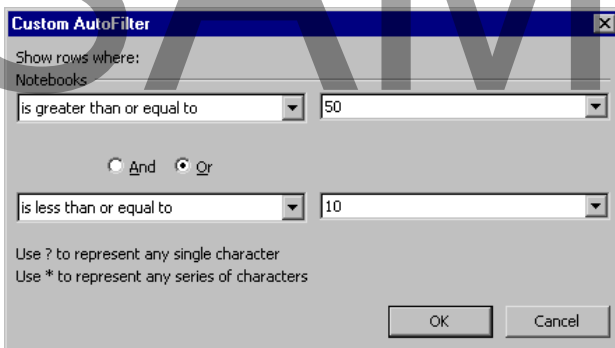 Custom AutoFilter
Show rows where:
Notebooks
is greater than or equal to 50
And Or
is less than or equal to 10
Use ? to represent any single character
Use * to represent any series of characters
OK Cancel